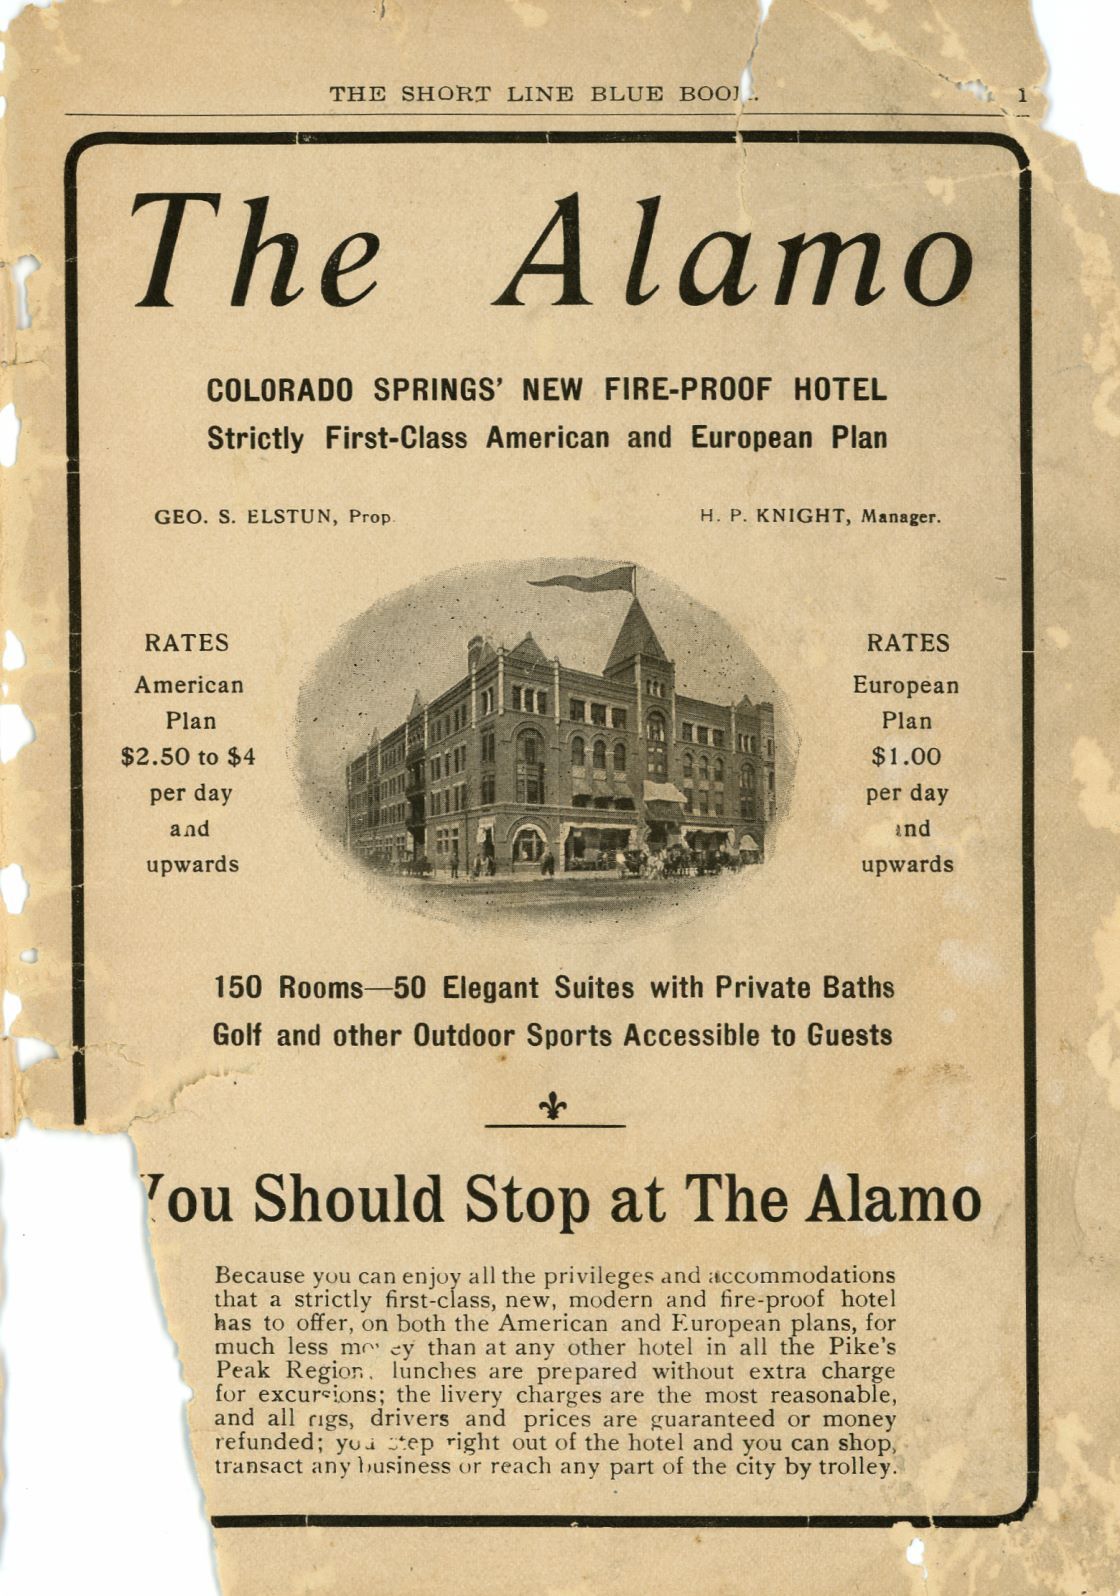 THE SHORT LINE BLUE BOOK. 1
The Alamo
COLORADO SPRINGS' NEW FIRE-PROOF HOTEL
Strictly First-Class American and European Plan
GEO. S. ELSTUN, Prop. H. P. KNIGHT, Manager.
RATES
American
Plan
$2.50 to $4
per day
and
upwards
RATES
European
Plan
$1.00
per day
and
upwards
150 Rooms—50 Elegant Suites with Private Baths
Golf and other Outdoor Sports Accessible to Guests
You Should Stop at The Alamo
Because you can enjoy all the privileges and accommodations
that a strictly first-class, new, modern and fire-proof hotel
has to offer, on both the American and European plans, for
much less money than at any other hotel in all the Pike's
Peak Region. lunches are prepared without extra charge
for excursions; the livery charges are the most reasonable,
and all rigs, drivers and prices are guaranteed or money
refunded; you step right out of the hotel and you can shop,
transact any business or reach any part of the city by trolley.